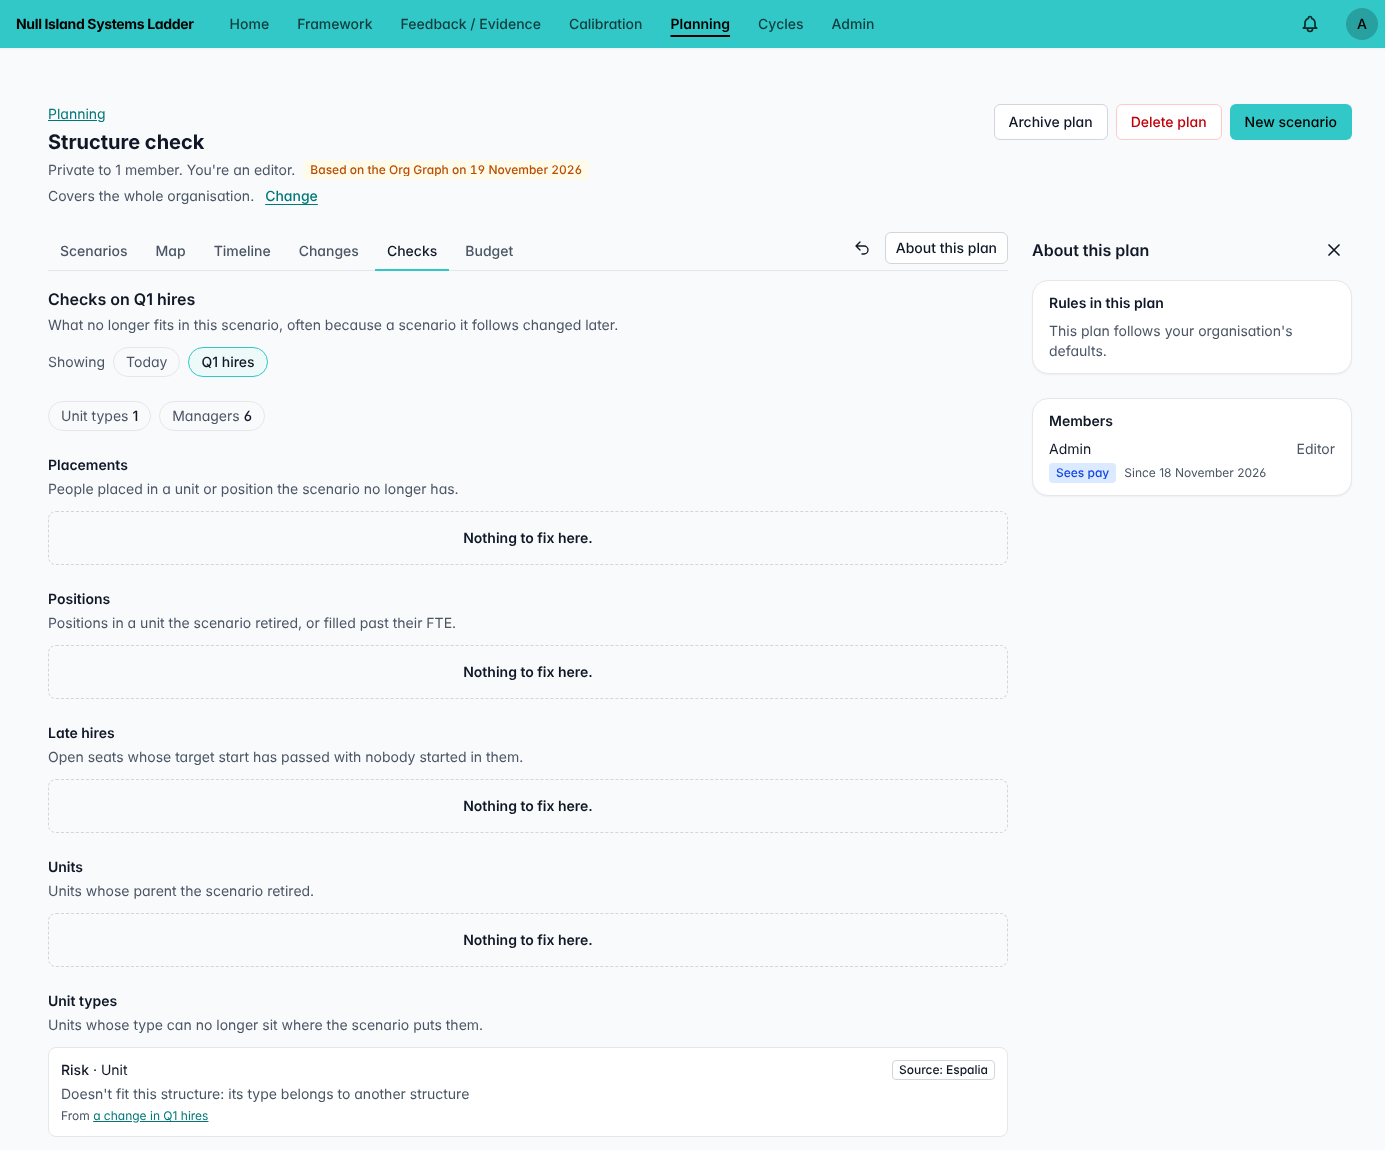 Null Island Systems Ladder
Home
Framework
Feedback / Evidence
Calibration
Planning
Cycles
Admin
A
Planning
Structure check
Private to 1 member. You're an editor.
Based on the Org Graph on 19 November 2026
Covers the whole organisation.
Change
Archive plan
Delete plan
New scenario
Scenarios
Map
Timeline
Changes
Checks
Budget
About this plan
Checks on Q1 hires
What no longer fits in this scenario, often because a scenario it follows changed later.
Showing
Today
Q1 hires
Unit types 1
Managers 6
Placements
People placed in a unit or position the scenario no longer has.
Nothing to fix here.
Positions
Positions in a unit the scenario retired, or filled past their FTE.
Nothing to fix here.
Late hires
Open seats whose target start has passed with nobody started in them.
Nothing to fix here.
Units
Units whose parent the scenario retired.
Nothing to fix here.
Unit types
Units whose type can no longer sit where the scenario puts them.
Risk · Unit
Source: Espalia
Doesn't fit this structure: its type belongs to another structure
From a change in Q1 hires
About this plan
Rules in this plan
This plan follows your organisation's
defaults.
Members
Admin
Editor
Sees pay
Since 18 November 2026